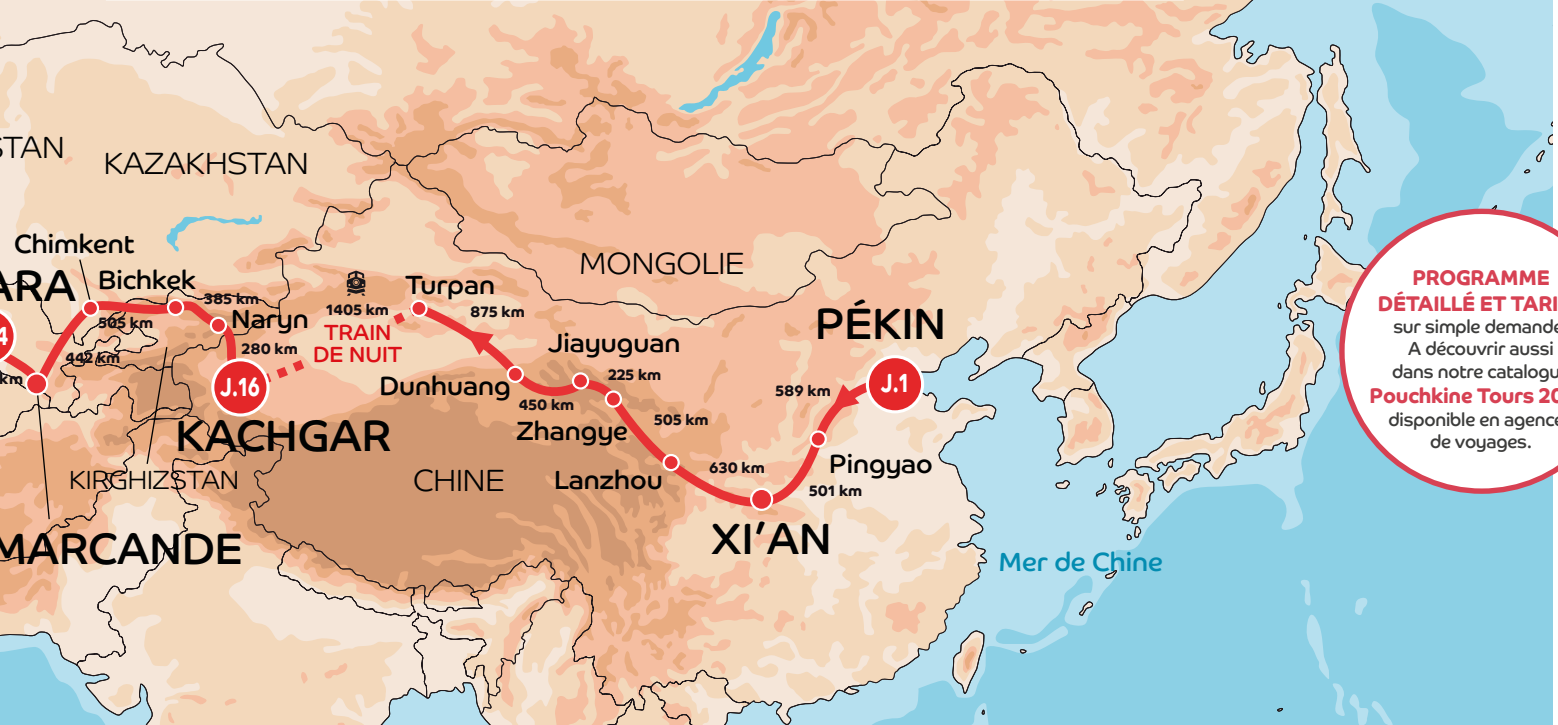 STAN
KAZAKHSTAN
Chimkent
ARA
Bichkek
385 km
505 km
Naryn
4
442 km
280 km
km
J.16
KACHGAR
KIRGHIZSTAN
MARCANDE
1405 km
TRAIN
DE NUIT
Turpan
875 km
MONGOLIE
Jiayuguan
225 km
Dunhuang
450 km
Zhangye
505 km
CHINE
Lanzhou
630 km
XI’AN
PÉKIN
J.1
589 km
Pingyao
501 km
Mer de Chine
PROGRAMME
DÉTAILLÉ ET TARI
sur simple demande
A découvrir aussi
dans notre catalogu
Pouchkine Tours 20
disponible en agence
de voyages.